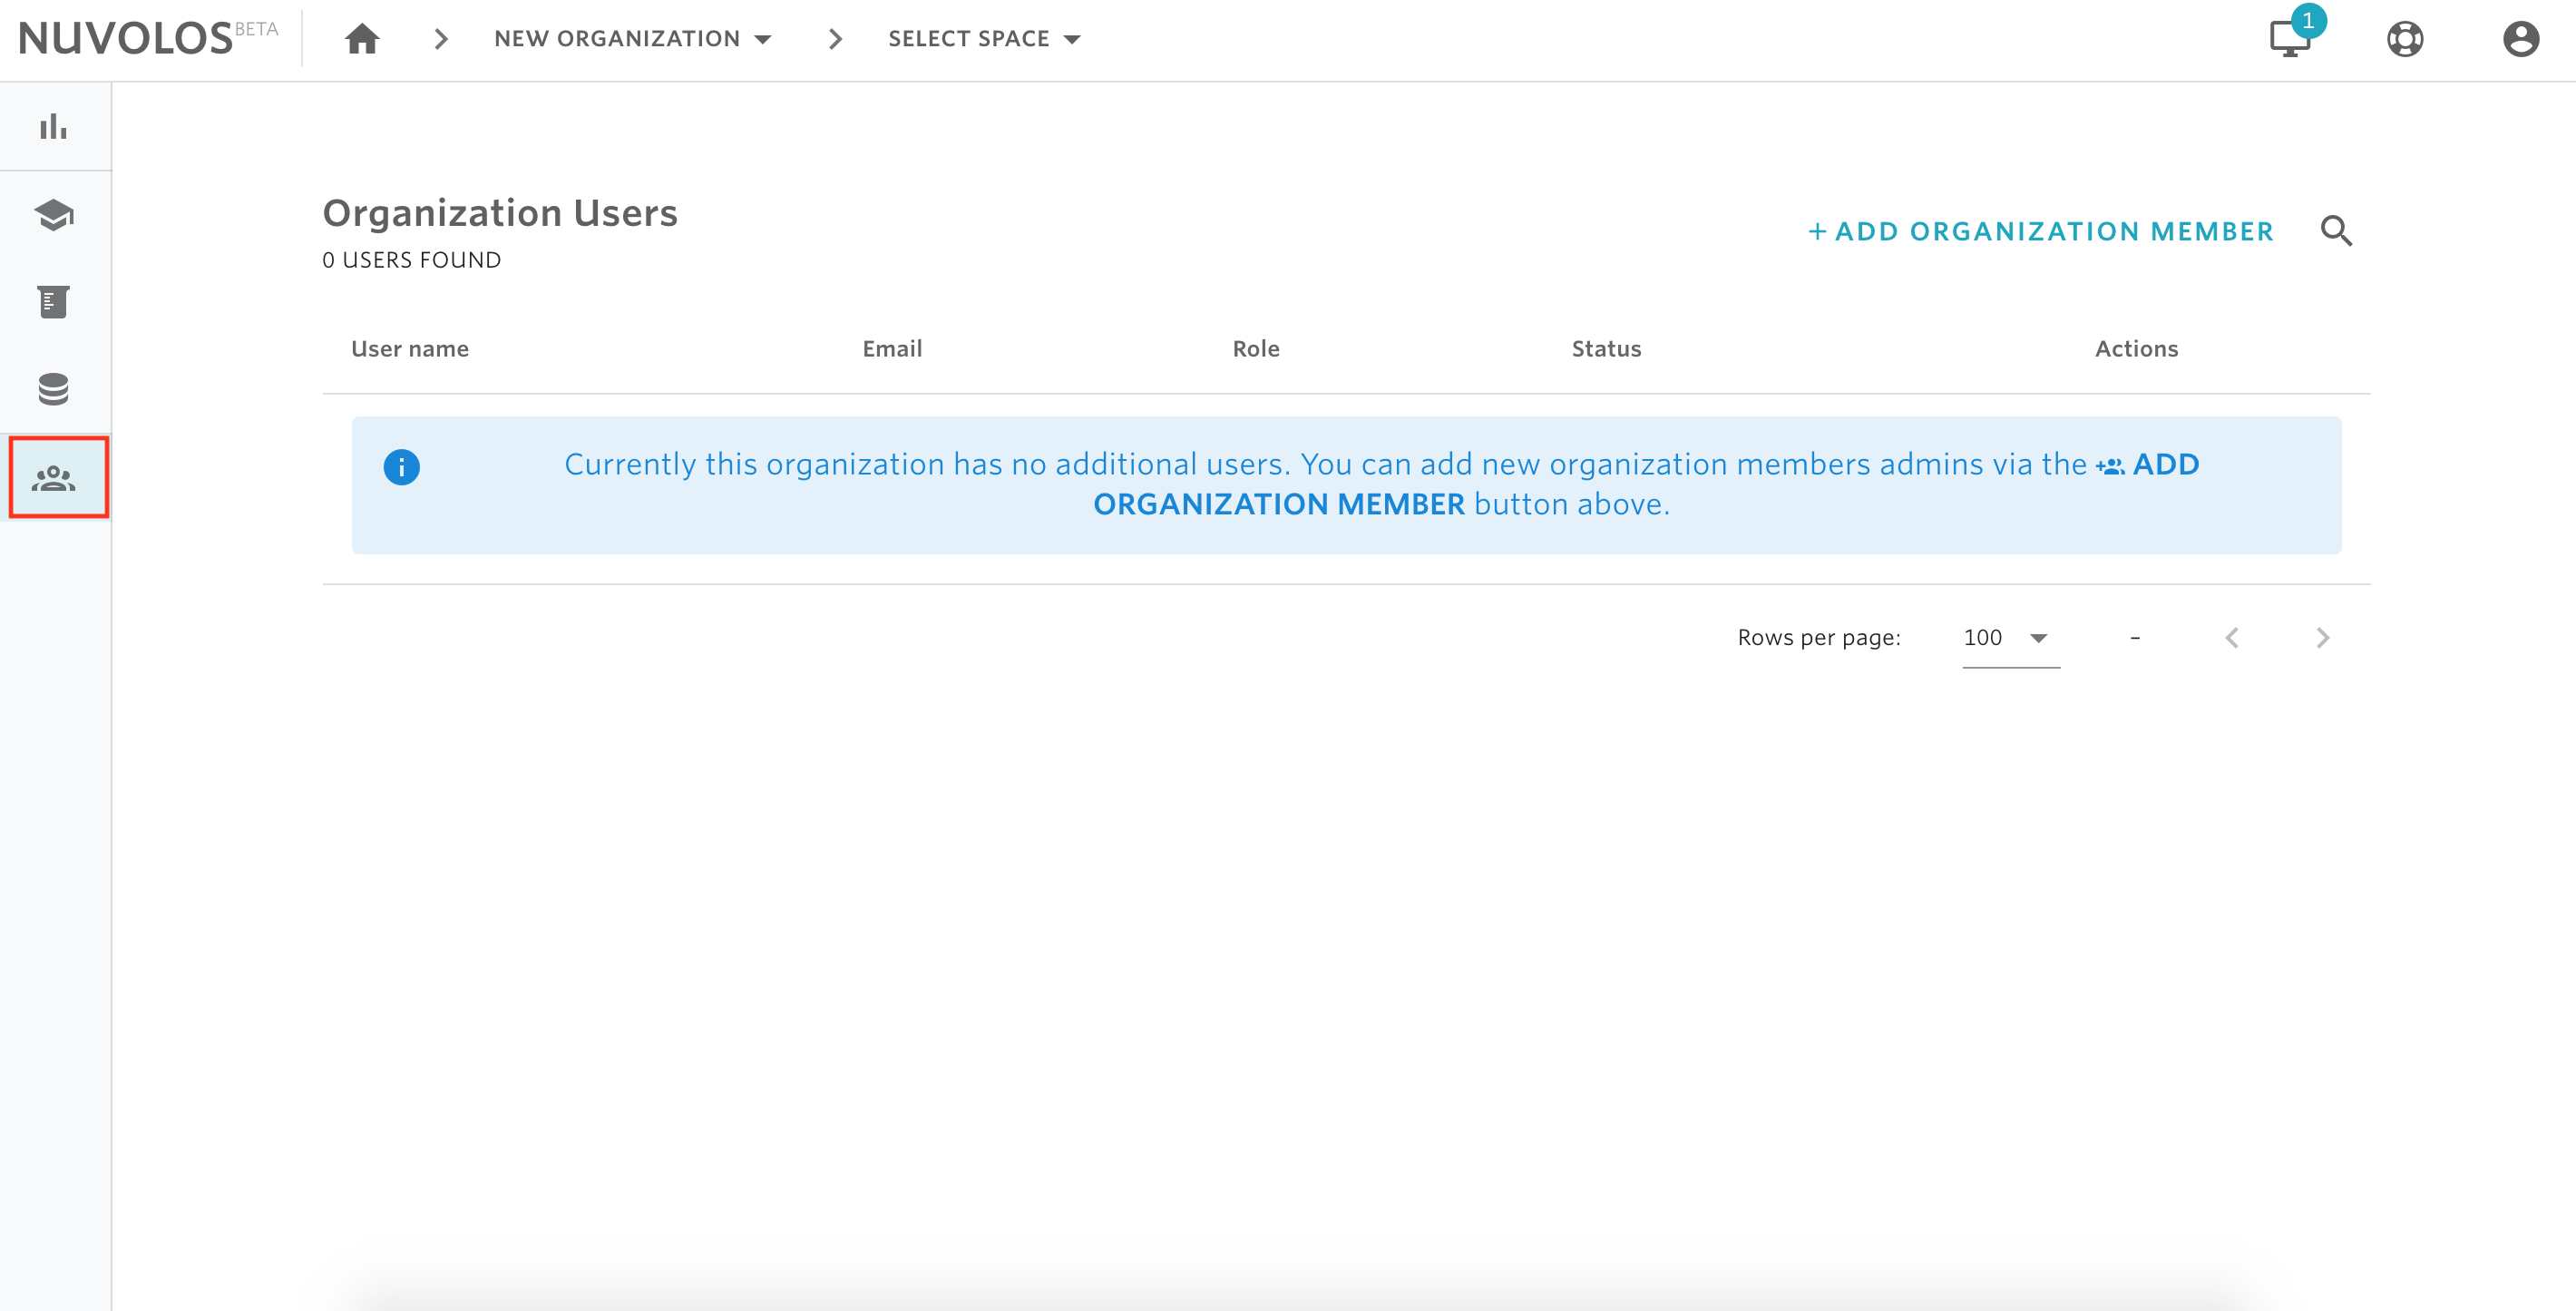 NUVOLOS BETA
NEW ORGANIZATION
SELECT SPACE
1
Organization Users
0 USERS FOUND
+ ADD ORGANIZATION MEMBER
User name Email Role Status Actions
Currently this organization has no additional users. You can add new organization members admins via the ADD
ORGANIZATION MEMBER button above.
Rows per page: 100 –